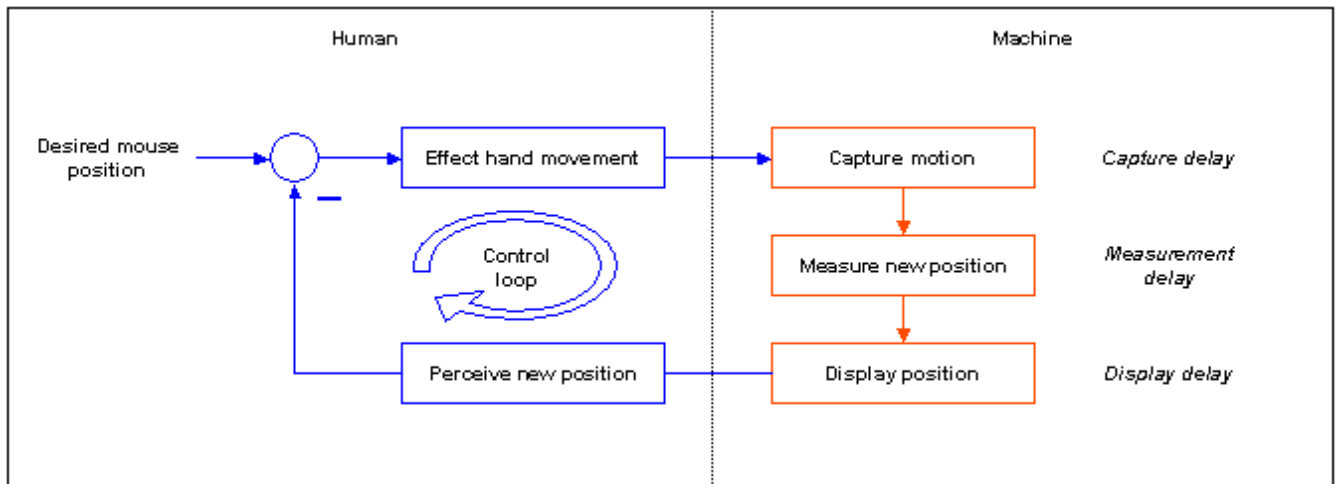 Human
Machine
Desired mouse
position
Effect hand movement
Capture motion
Capture delay
Control
loop
Measure new position
Measurement
delay
Perceive new position
Display position
Display delay